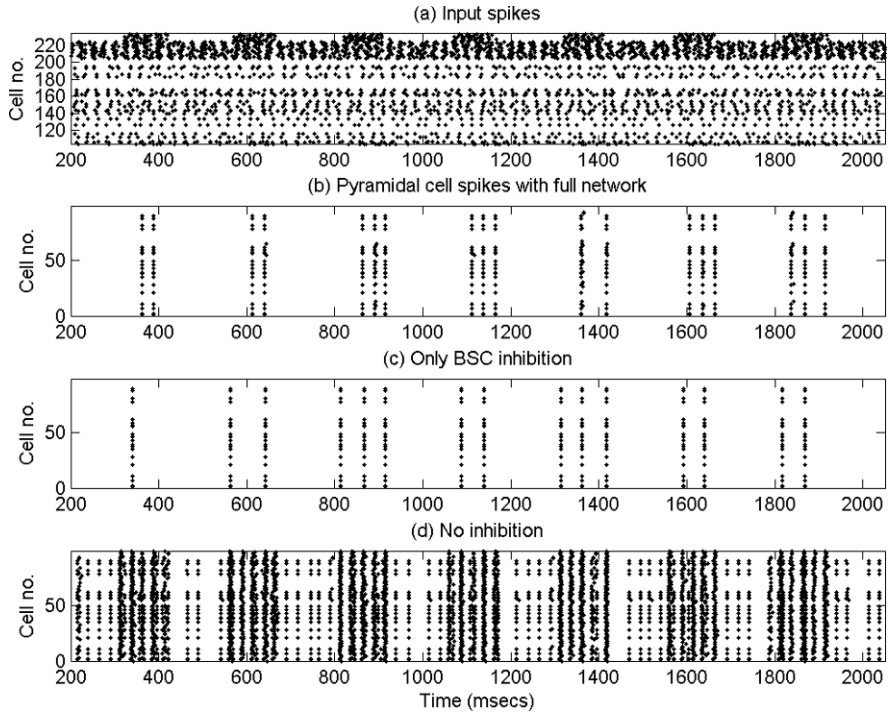 (a) Input spikes
Cell no.
220
200
180
160
140
120
200 400 600 800 1000 1200 1400 1600 1800 2000
(b) Pyramidal cell spikes with full network
Cell no.
50
0
200 400 600 800 1000 1200 1400 1600 1800 2000
(c) Only BSC inhibition
Cell no.
50
0
200 400 600 800 1000 1200 1400 1600 1800 2000
(d) No inhibition
Cell no.
50
0
200 400 600 800 1000 1200 1400 1600 1800 2000
Time (msecs)